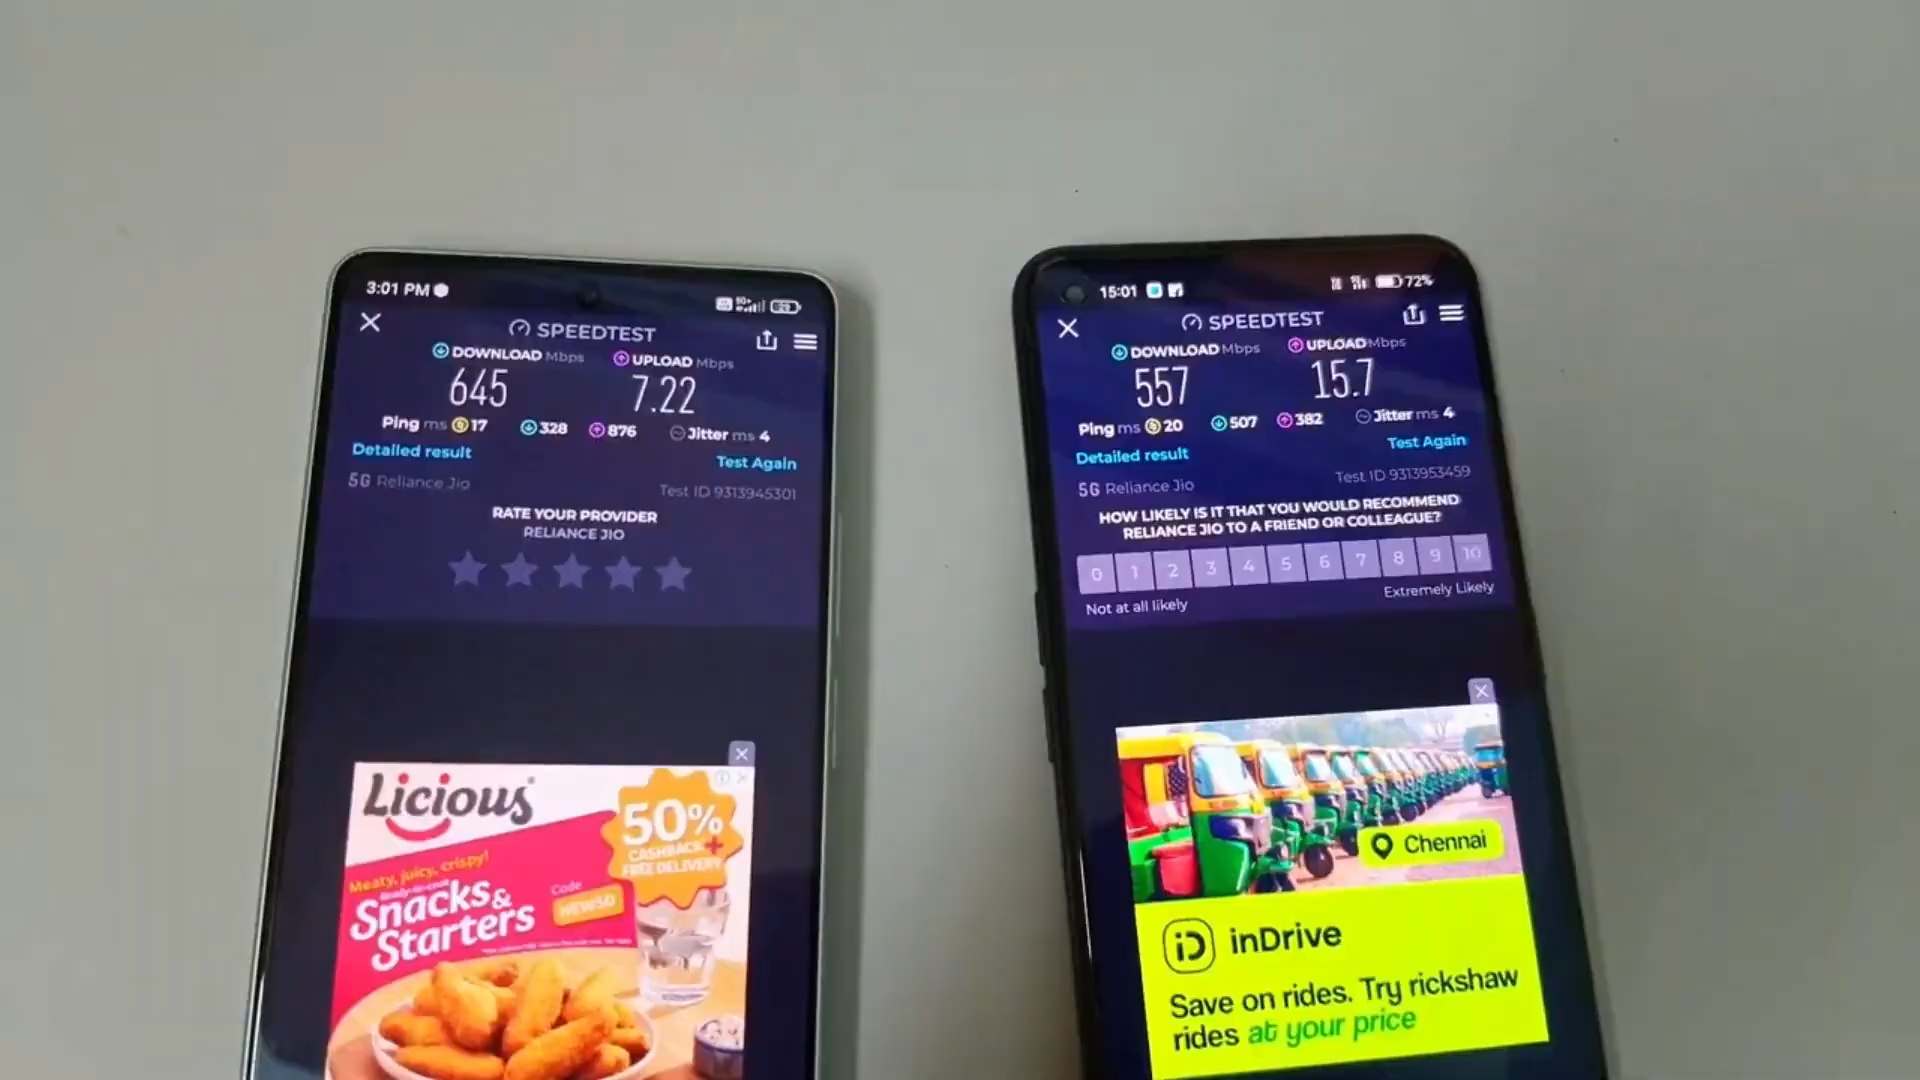 3:01 PM
SPEEDTEST
DOWNLOAD Mbps
UPLOAD Mbps
645
7.22
Ping ms 17
328
876
Jitter ms 4
Detailed result
Test Again
5G Reliance Jio
Test ID 9313945301
RATE YOUR PROVIDER
RELIANCE JIO
Licious
50%
CASHBACK +
FREE DELIVERY
Meaty, juicy, crispy!
Ready-to-cook
Snacks &
Starters
Code
NEW50
15:01
72%
SPEEDTEST
DOWNLOAD Mbps
UPLOAD Mbps
557
15.7
Ping ms 20
507
382
Jitter ms 4
Detailed result
Test Again
5G Reliance Jio
Test ID 9313953459
HOW LIKELY IS IT THAT YOU WOULD RECOMMEND
RELIANCE JIO TO A FRIEND OR COLLEAGUE?
0 1 2 3 4 5 6 7 8 9 10
Not at all likely
Extremely Likely
Chennai
iD inDrive
Save on rides. Try rickshaw
rides at your price